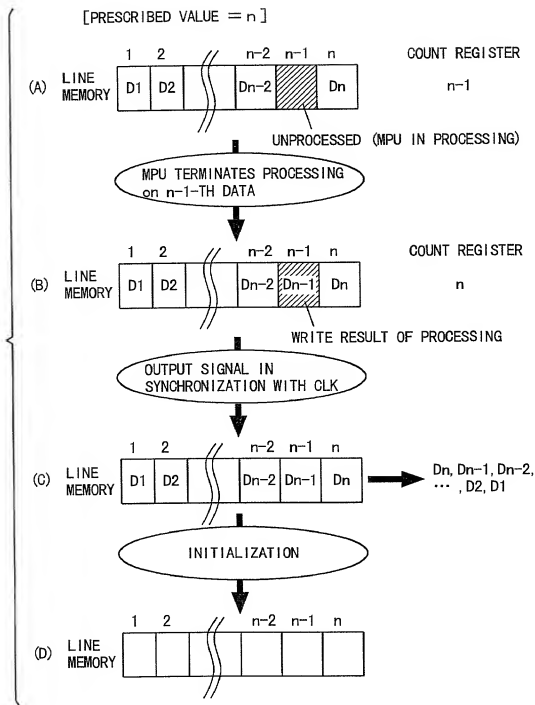 [PRESCRIBED VALUE = n]
1 2 n-2 n-1 n COUNT REGISTER
(A) LINE MEMORY D1 D2 Dn-2 Dn n-1
UNPROCESSED (MPU IN PROCESSING)
MPU TERMINATES PROCESSING
on n-1-TH DATA
1 2 n-2 n-1 n COUNT REGISTER
(B) LINE MEMORY D1 D2 Dn-2 Dn-1 Dn n
WRITE RESULT OF PROCESSING
OUTPUT SIGNAL IN
SYNCHRONIZATION WITH CLK
1 2 n-2 n-1 n
(C) LINE MEMORY D1 D2 Dn-2 Dn-1 Dn
Dn, Dn-1, Dn-2,
… , D2, D1
INITIALIZATION
1 2 n-2 n-1 n
(D) LINE MEMORY